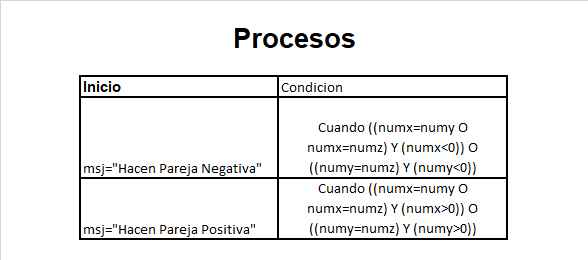 Procesos
Inicio
Condicion
msj="Hacen Pareja Negativa"
Cuando ((numx=numy O
numx=numz) Y (numx<0)) O
((numy=numz) Y (numy<0))
msj="Hacen Pareja Positiva"
Cuando ((numx=numy O
numx=numz) Y (numx>0)) O
((numy=numz) Y (numy>0))